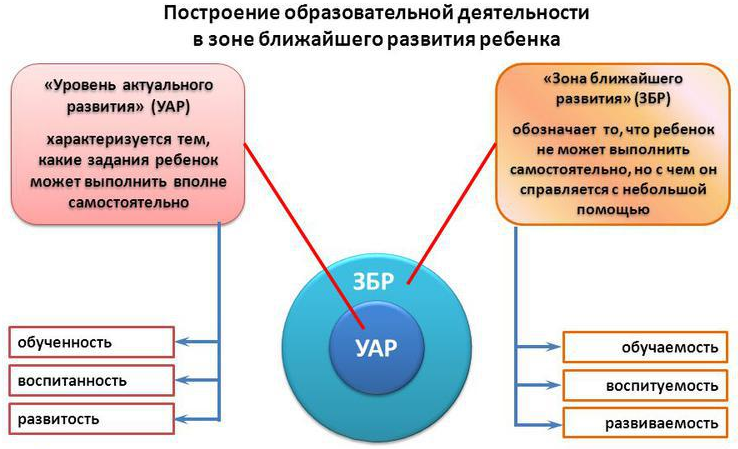 Построение образовательной деятельности
в зоне ближайшего развития ребенка
«Уровень актуального
развития» (УАР)
характеризуется тем,
какие задания ребенок
может выполнить вполне
самостоятельно
«Зона ближайшего
развития» (ЗБР)
обозначает то, что ребенок
не может выполнить
самостоятельно, но с чем он
справляется с небольшой
помощью
ЗБР
УАР
обученность
воспитанность
развитость
обучаемость
воспитуемость
развиваемость